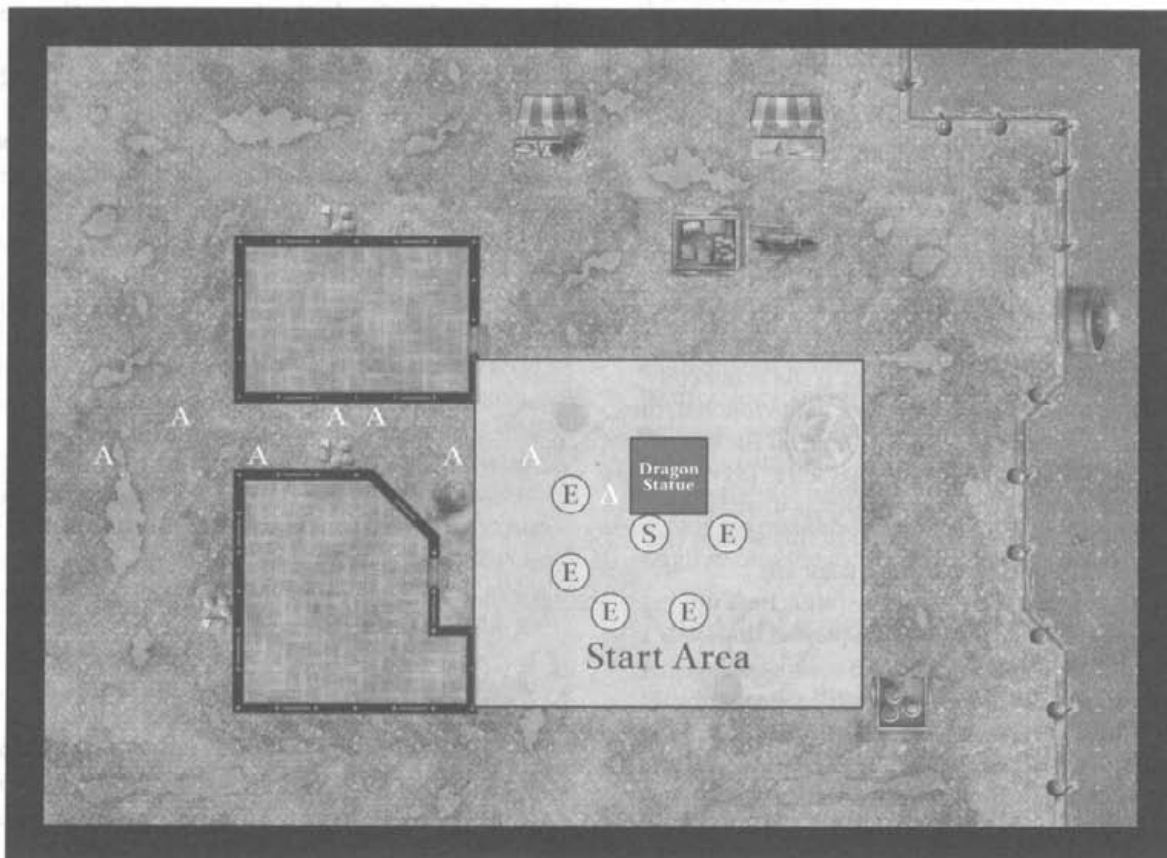 A A A
A A A A
Dragon
Statue
E A
S E
E
E E
Start Area